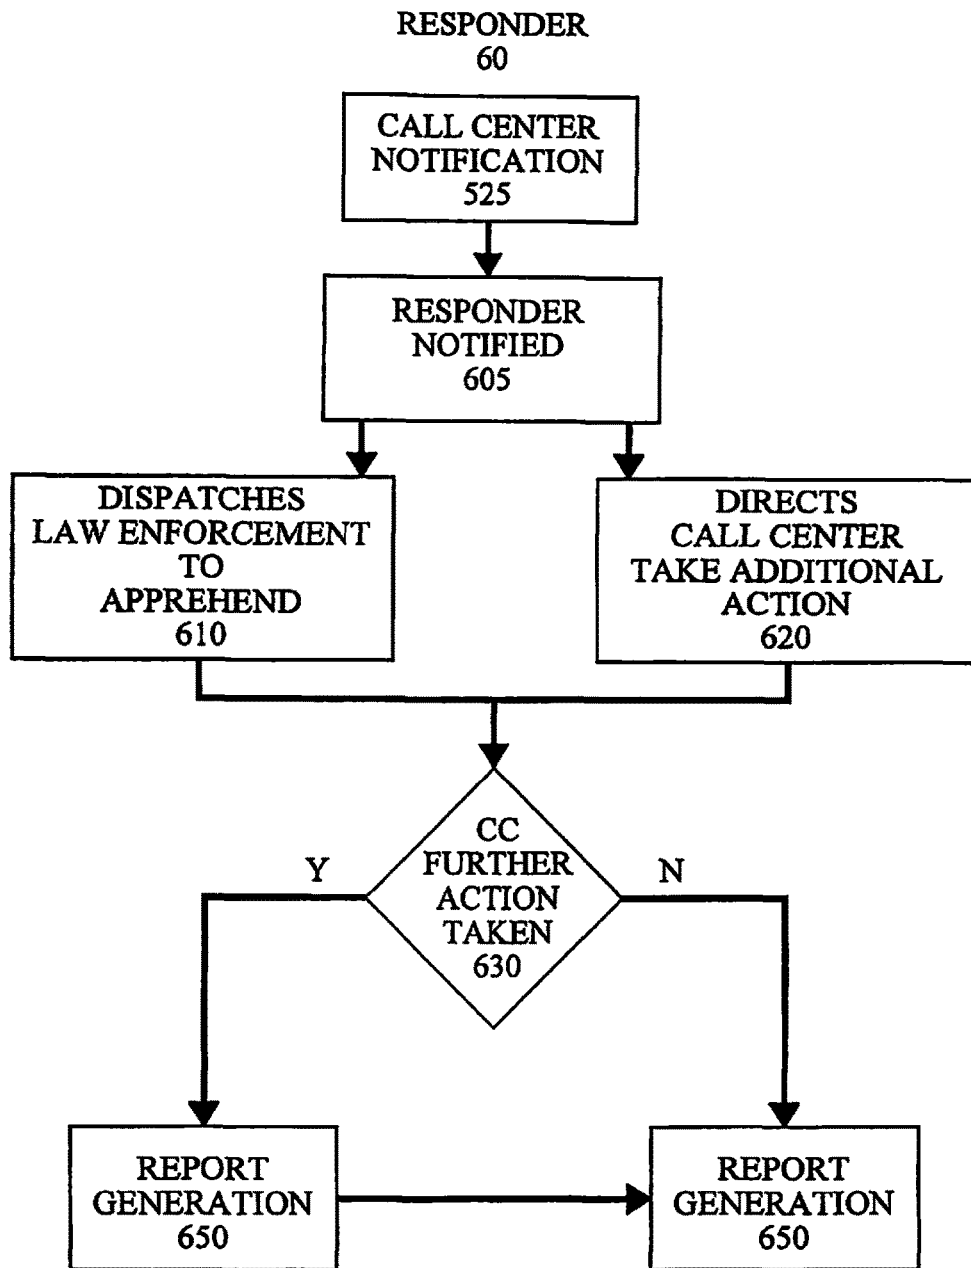 RESPONDER
60
CALL CENTER
NOTIFICATION
525
RESPONDER
NOTIFIED
605
DISPATCHES
LAW ENFORCEMENT
TO
APPREHEND
610
DIRECTS
CALL CENTER
TAKE ADDITIONAL
ACTION
620
CC
FURTHER
ACTION
TAKEN
630
Y
N
REPORT
GENERATION
650
REPORT
GENERATION
650